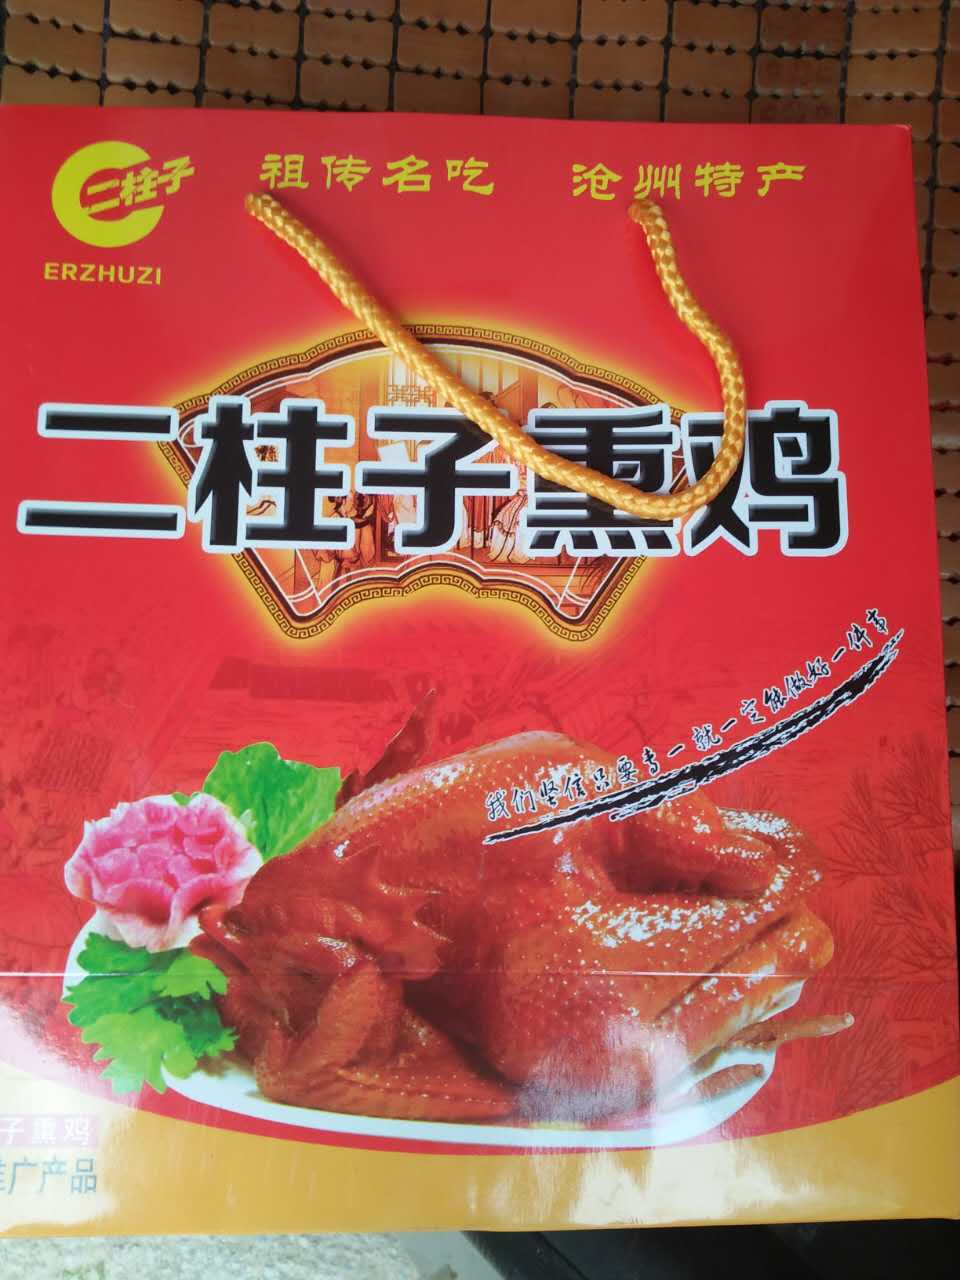 二柱子
ERZHUZI
祖传名吃
沧州特产
二柱子熏鸡
我们坚信只要专一就一定能做好一件事
子熏鸡
广产品